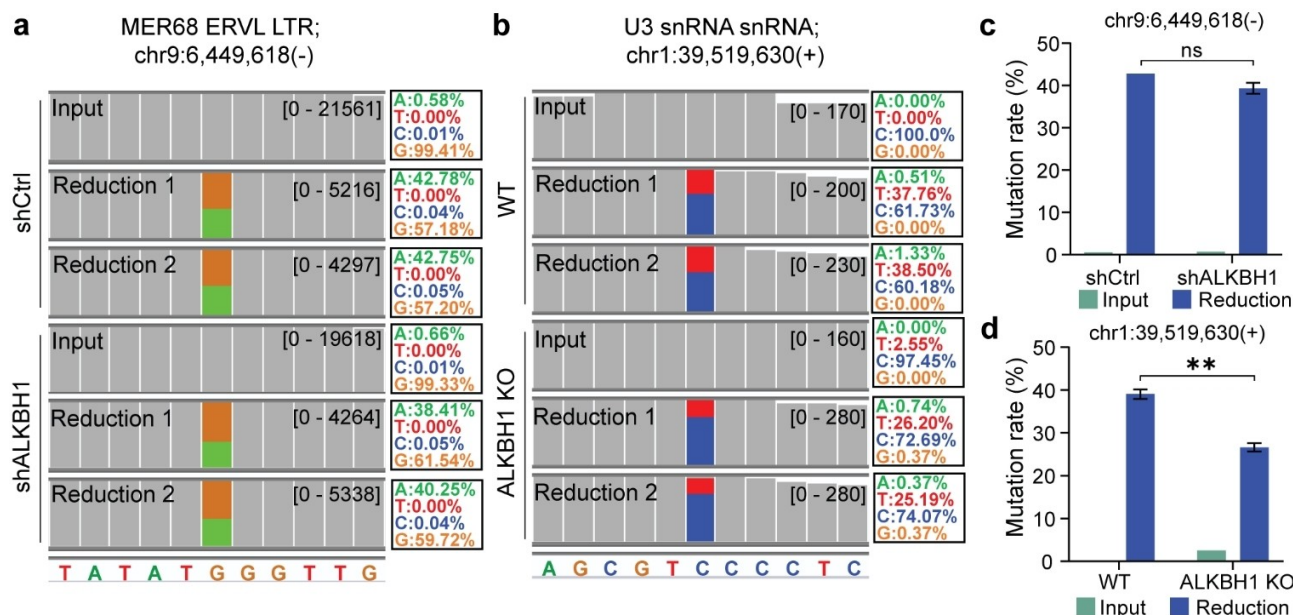 a
MER68 ERVL LTR;
chr9:6,449,618(-)
shCtrl
Input
[0 - 21561]
A:0.58%
T:0.00%
C:0.01%
G:99.41%
Reduction 1
[0 - 5216]
A:42.78%
T:0.00%
C:0.04%
G:57.18%
Reduction 2
[0 - 4297]
A:42.75%
T:0.00%
C:0.05%
G:57.20%
shALKBH1
Input
[0 - 19618]
A:0.66%
T:0.00%
C:0.01%
G:99.33%
Reduction 1
[0 - 4264]
A:38.41%
T:0.00%
C:0.05%
G:61.54%
Reduction 2
[0 - 5338]
A:40.25%
T:0.00%
C:0.04%
G:59.72%
T A T A T G G G T T G
b
U3 snRNA snRNA;
chr1:39,519,630(+)
WT
Input
[0 - 170]
A:0.00%
T:0.00%
C:100.0%
G:0.00%
Reduction 1
[0 - 200]
A:0.51%
T:37.76%
C:61.73%
G:0.00%
Reduction 2
[0 - 230]
A:1.33%
T:38.50%
C:60.18%
G:0.00%
ALKBH1 KO
Input
[0 - 160]
A:0.00%
T:2.55%
C:97.45%
G:0.00%
Reduction 1
[0 - 280]
A:0.74%
T:26.20%
C:72.69%
G:0.37%
Reduction 2
[0 - 280]
A:0.37%
T:25.19%
C:74.07%
G:0.37%
A G C G T C C C C T C
c
chr9:6,449,618(-)
Mutation rate (%)
50
40
30
20
10
0
ns
shCtrl shALKBH1
Input Reduction
d
chr1:39,519,630(+)
Mutation rate (%)
50
40
30
20
10
0
**
WT ALKBH1 KO
Input Reduction